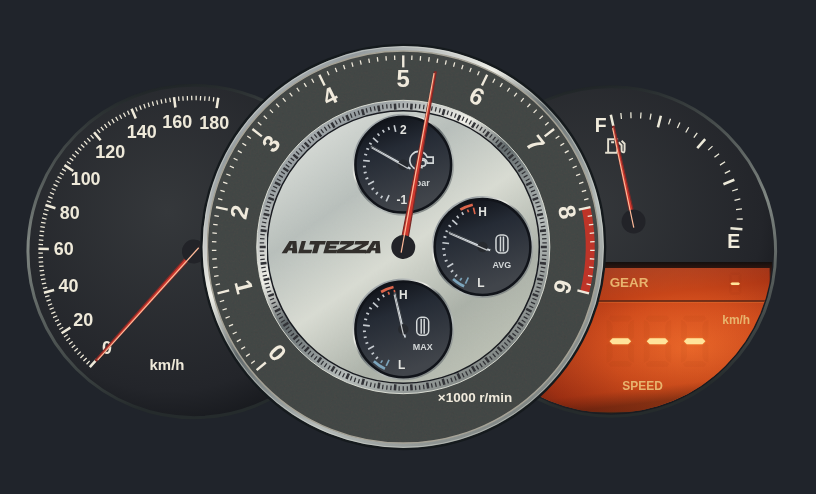 0
20
40
60
80
100
120
140
160
180
km/h
0
1
2
3
4
5
6
7
8
9
×1000 r/min
ALTEZZA
2
-1
bar
H
L
AVG
H
L
MAX
F
E
GEAR
-
km/h
---
SPEED